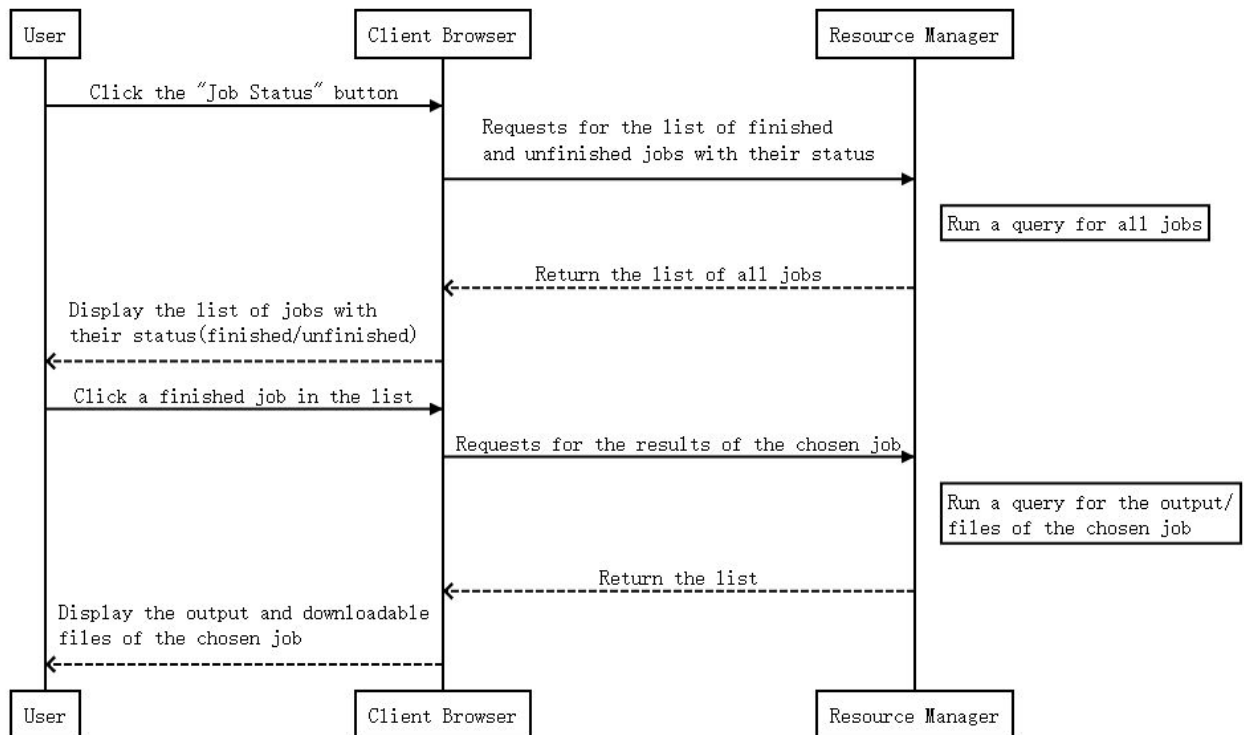 User
Client Browser
Resource Manager
Click the "Job Status" button
Requests for the list of finished
and unfinished jobs with their status
Run a query for all jobs
Return the list of all jobs
Display the list of jobs with
their status(finished/unfinished)
Click a finished job in the list
Requests for the results of the chosen job
Run a query for the output/
files of the chosen job
Return the list
Display the output and downloadable
files of the chosen job
User
Client Browser
Resource Manager